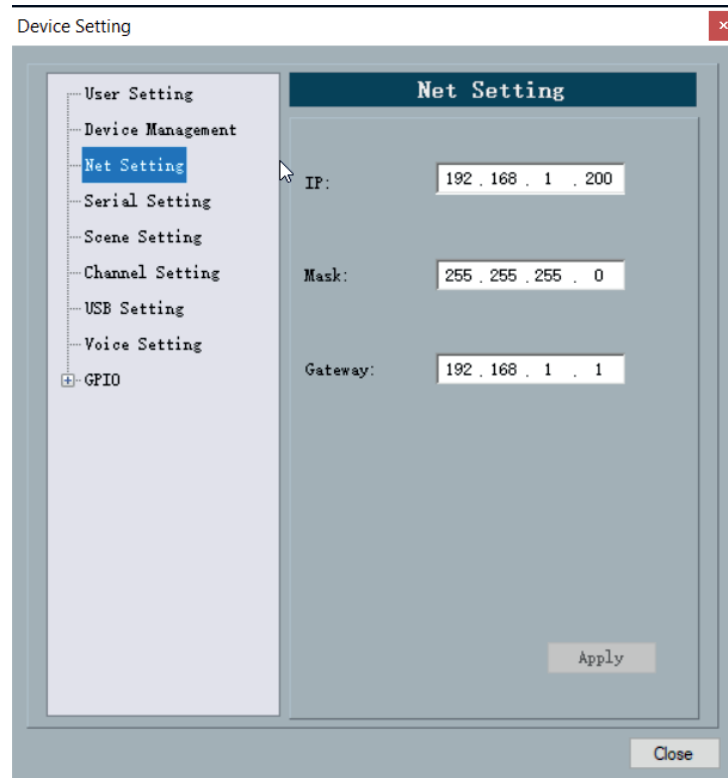 Device Setting
User Setting
Device Management
Net Setting
Serial Setting
Scene Setting
Channel Setting
USB Setting
Voice Setting
GPIO
Net Setting
IP: 192 . 168 . 1 . 200
Mask: 255 . 255 . 255 . 0
Gateway: 192 . 168 . 1 . 1
Apply
Close